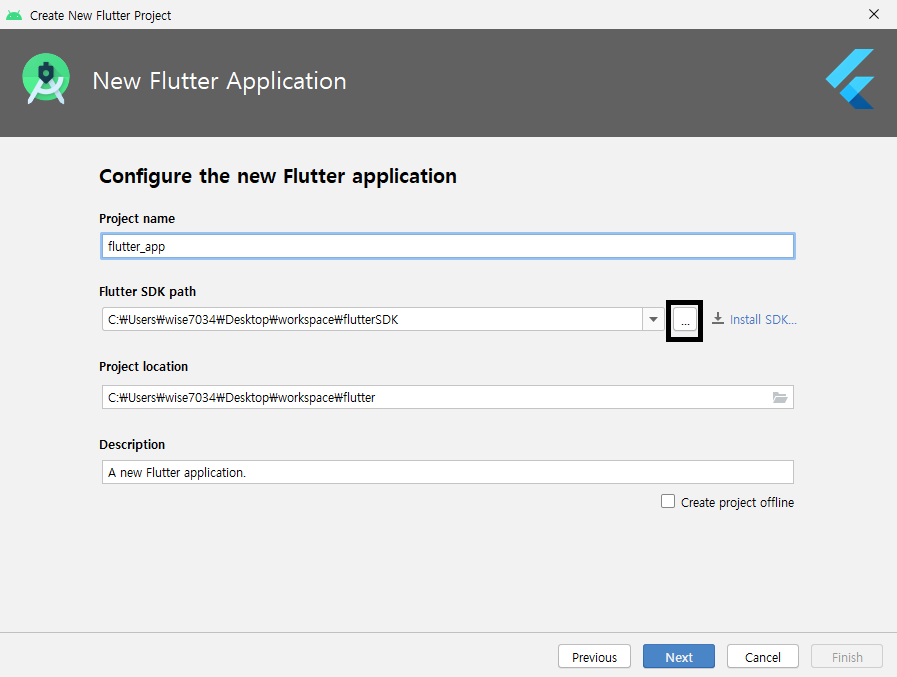 Create New Flutter Project
New Flutter Application
Configure the new Flutter application
Project name
flutter_app
Flutter SDK path
C:₩Users₩wise7034₩Desktop₩workspace₩flutterSDK
...
Install SDK...
Project location
C:₩Users₩wise7034₩Desktop₩workspace₩flutter
Description
A new Flutter application.
Create project offline
Previous
Next
Cancel
Finish